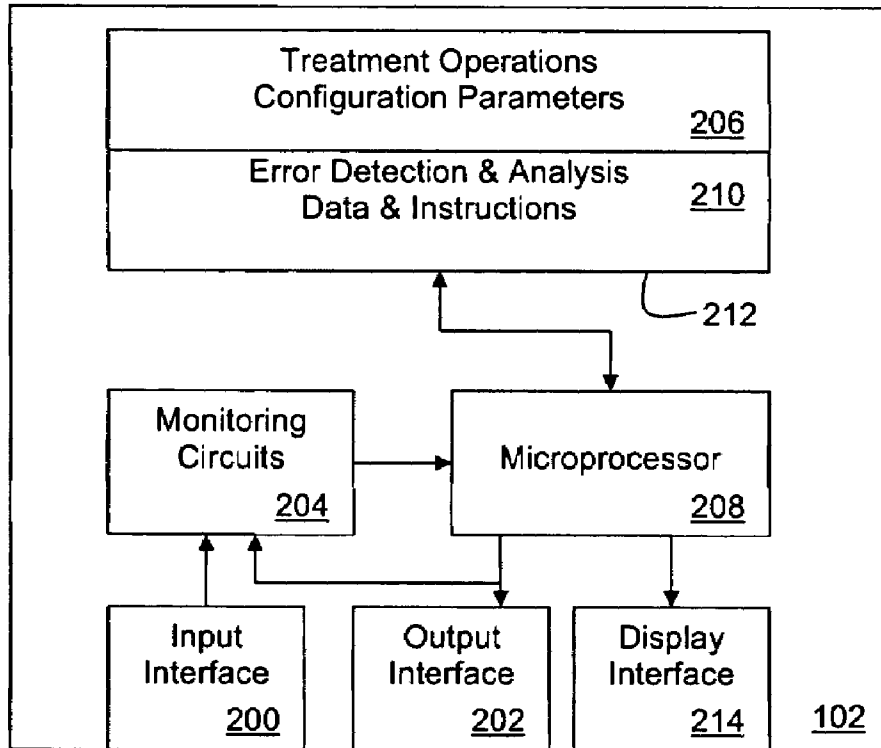 Treatment Operations
Configuration Parameters
206
Error Detection & Analysis
Data & Instructions
210
212
Monitoring
Circuits
204
Microprocessor
208
Input
Interface
200
Output
Interface
202
Display
Interface
214
102